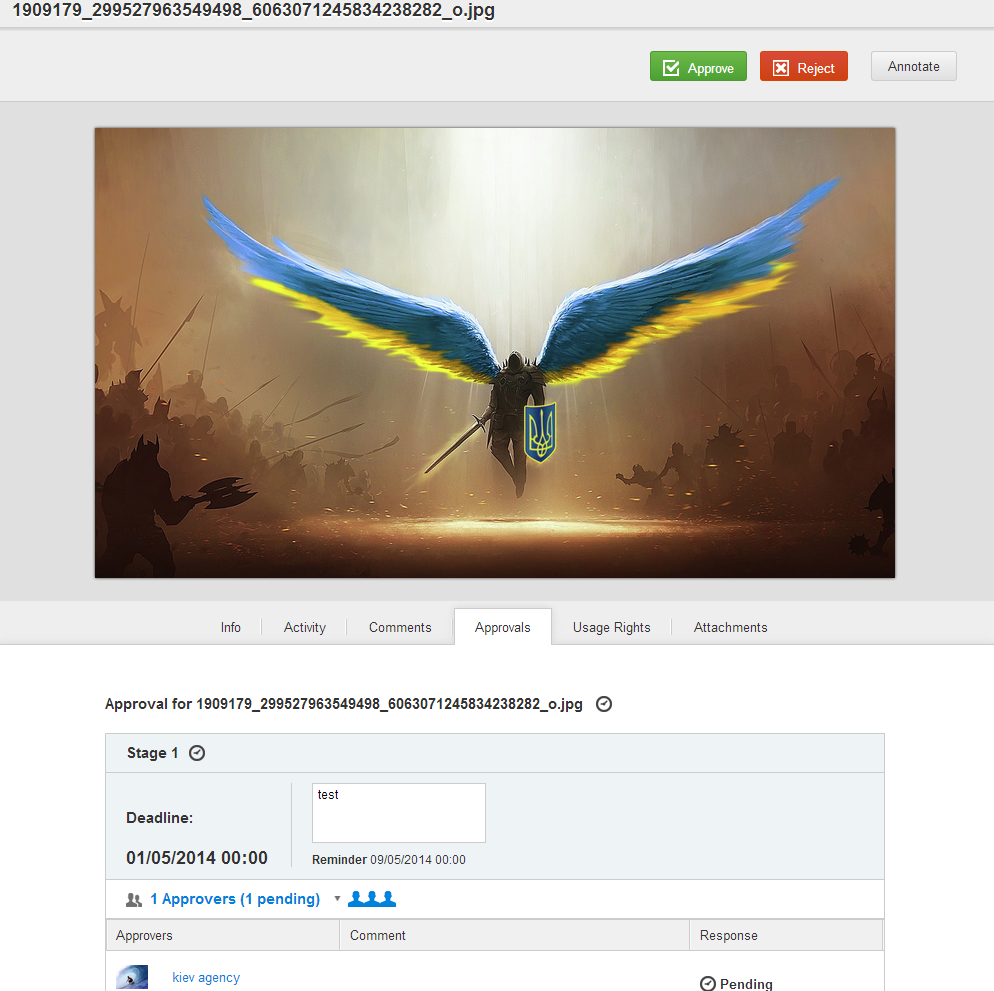 1909179_299527963549498_6063071245834238282_o.jpg
Approve Reject Annotate
Info Activity Comments Approvals Usage Rights Attachments
Approval for 1909179_299527963549498_6063071245834238282_o.jpg
Stage 1
test
Deadline:
01/05/2014 00:00
Reminder 09/05/2014 00:00
1 Approvers (1 pending)
Approvers Comment Response
kiev agency Pending